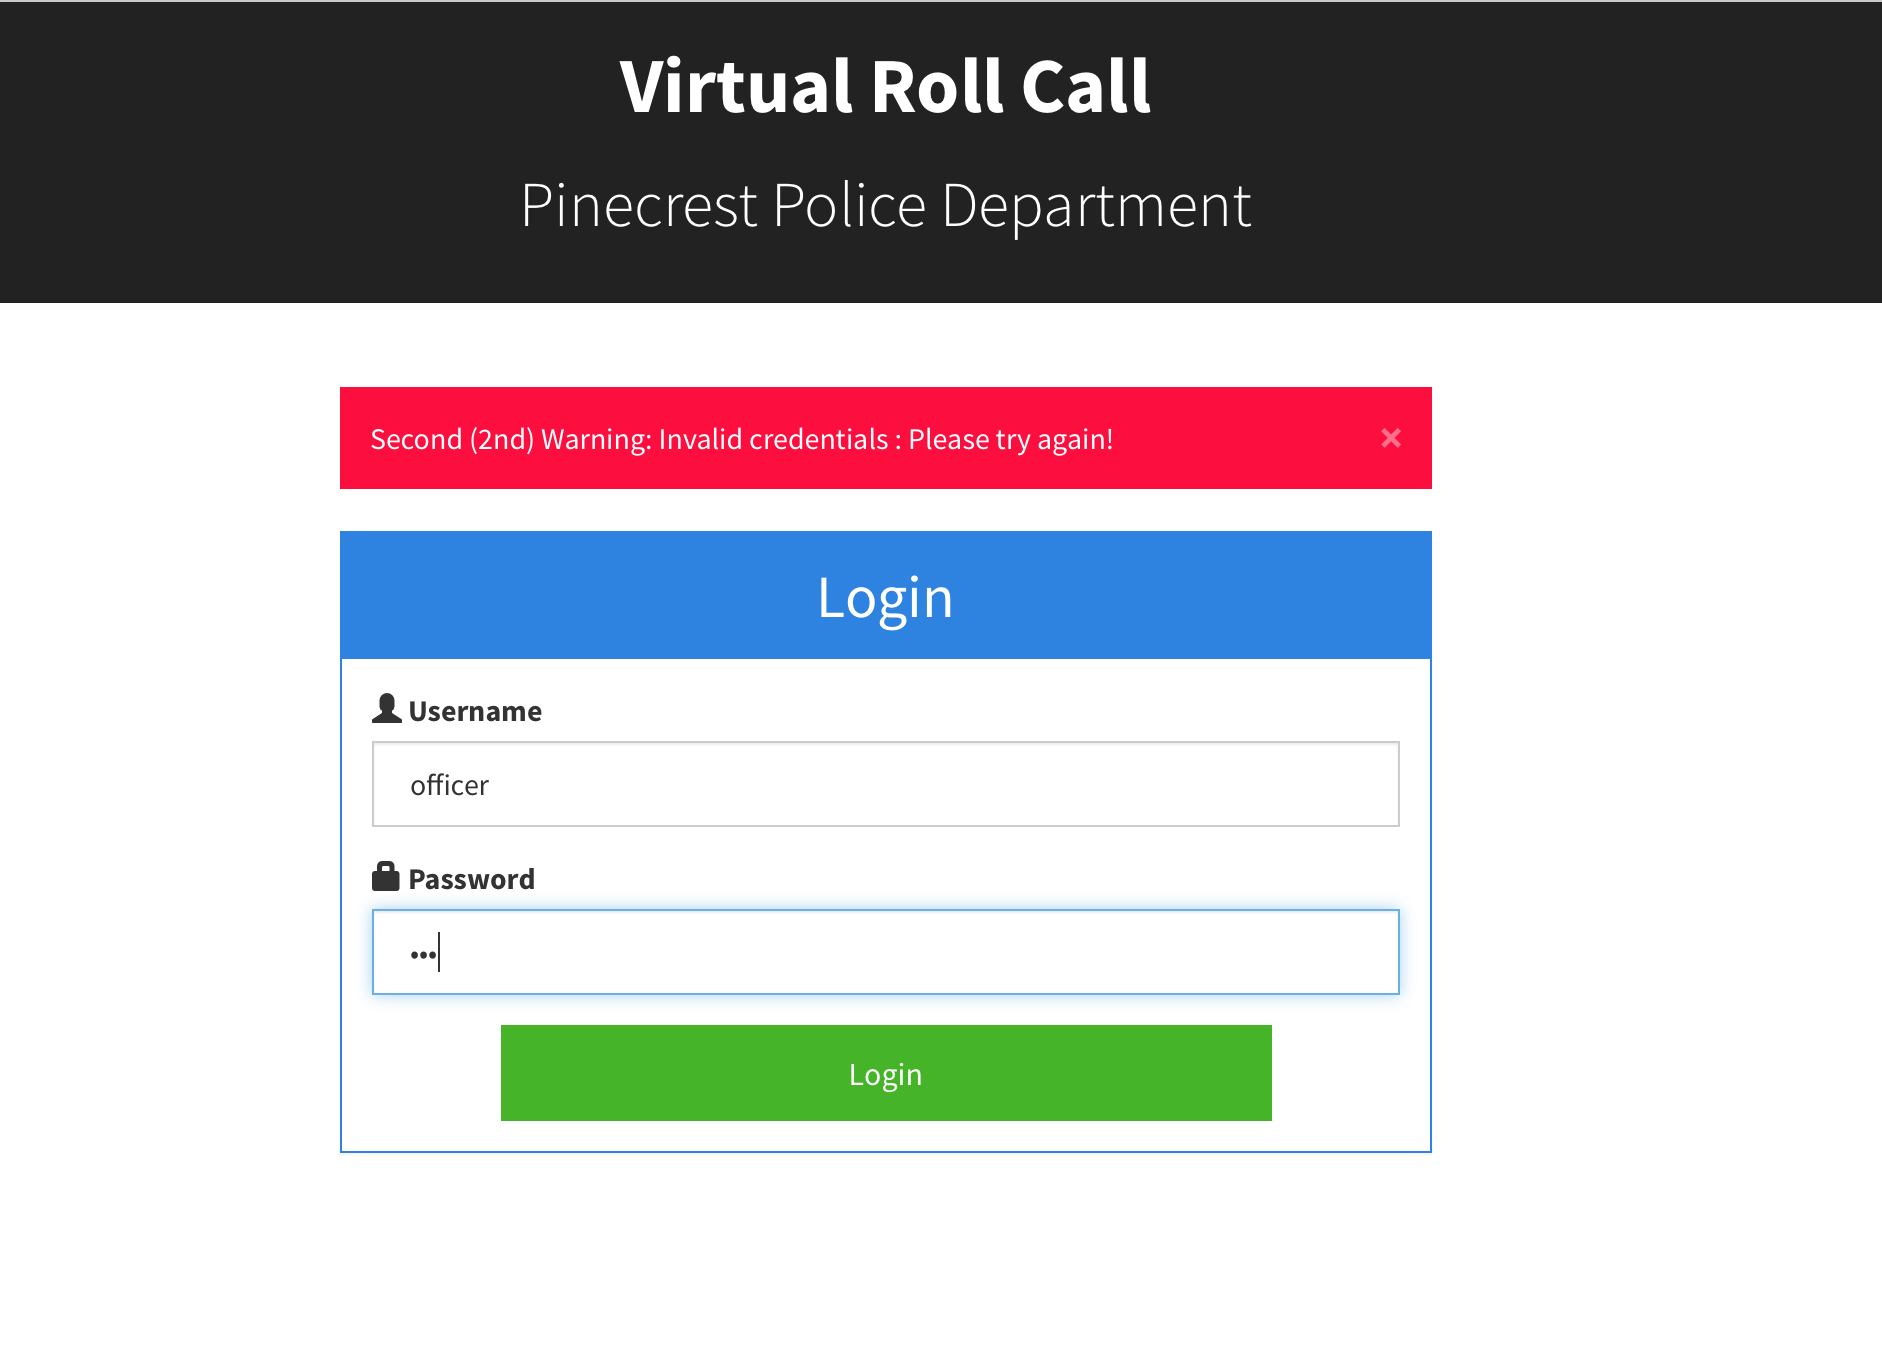 Virtual Roll Call
Pinecrest Police Department
Second (2nd) Warning: Invalid credentials : Please try again!
×
Login
Username
officer
Password
•••
Login